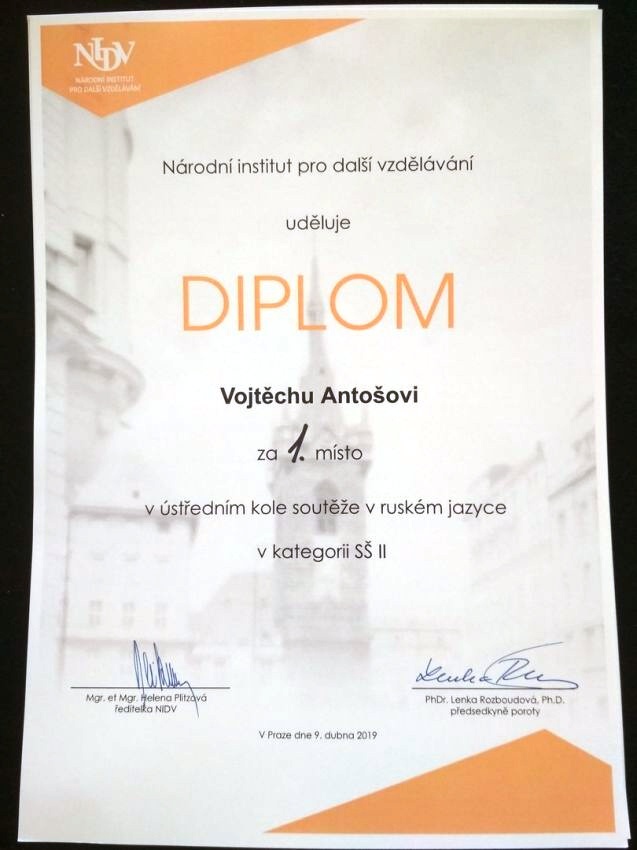 NIDV
NÁRODNÍ INSTITUT
PRO DALŠÍ VZDĚLÁVÁNÍ
Národní institut pro další vzdělávání
uděluje
DIPLOM
Vojtěchu Antošovi
za 1. místo
v ústředním kole soutěže v ruském jazyce
v kategorii SŠ II
Mgr. et Mgr. Helena Plitzová
ředitelka NIDV
PhDr. Lenka Rozboudová, Ph.D.
předsedkyně poroty
V Praze dne 9. dubna 2019